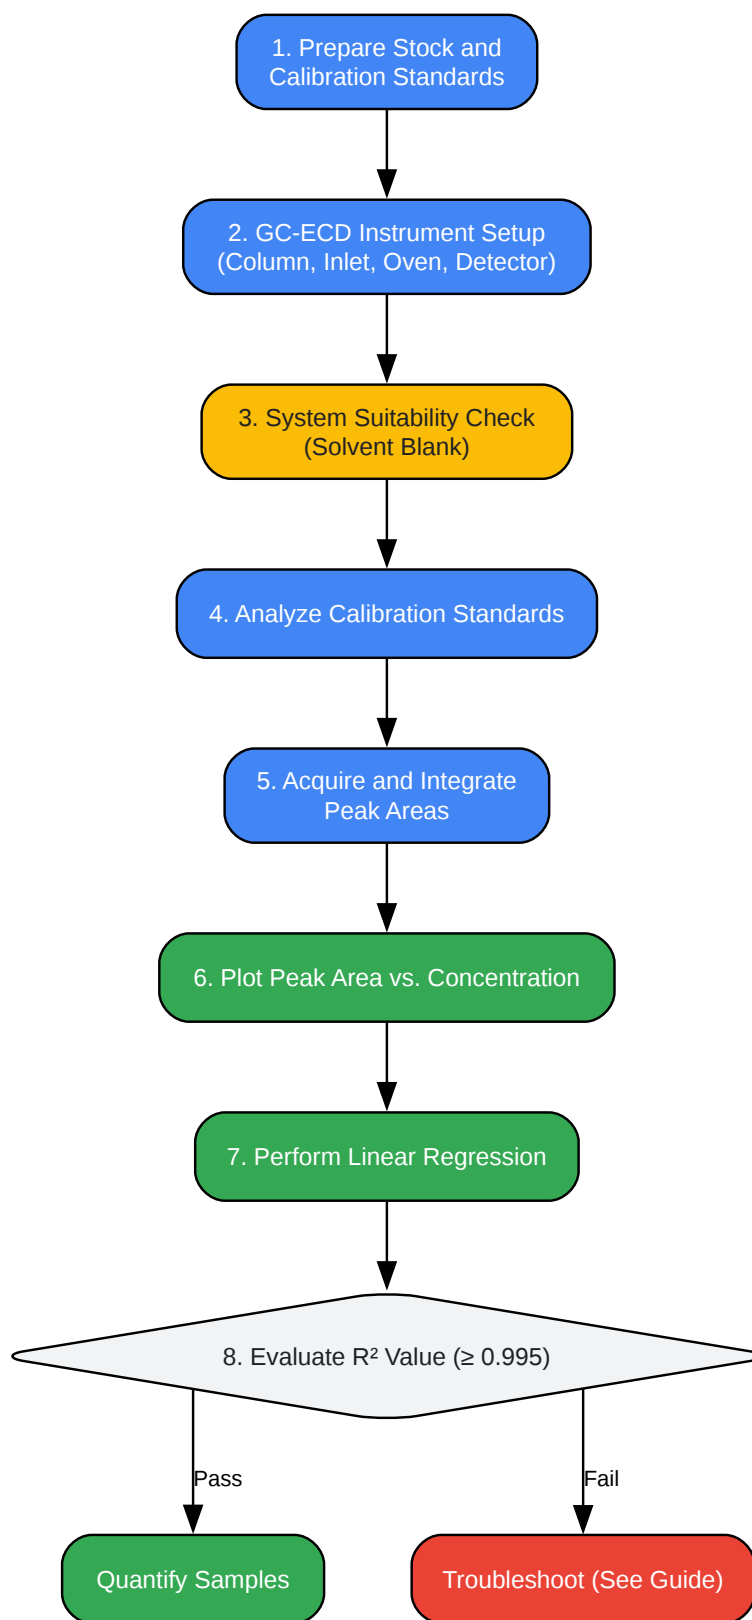 1. Prepare Stock and
Calibration Standards
2. GC-ECD Instrument Setup
(Column, Inlet, Oven, Detector)
3. System Suitability Check
(Solvent Blank)
4. Analyze Calibration Standards
5. Acquire and Integrate
Peak Areas
6. Plot Peak Area vs. Concentration
7. Perform Linear Regression
8. Evaluate R² Value (≥ 0.995)
Pass
Fail
Quantify Samples
Troubleshoot (See Guide)